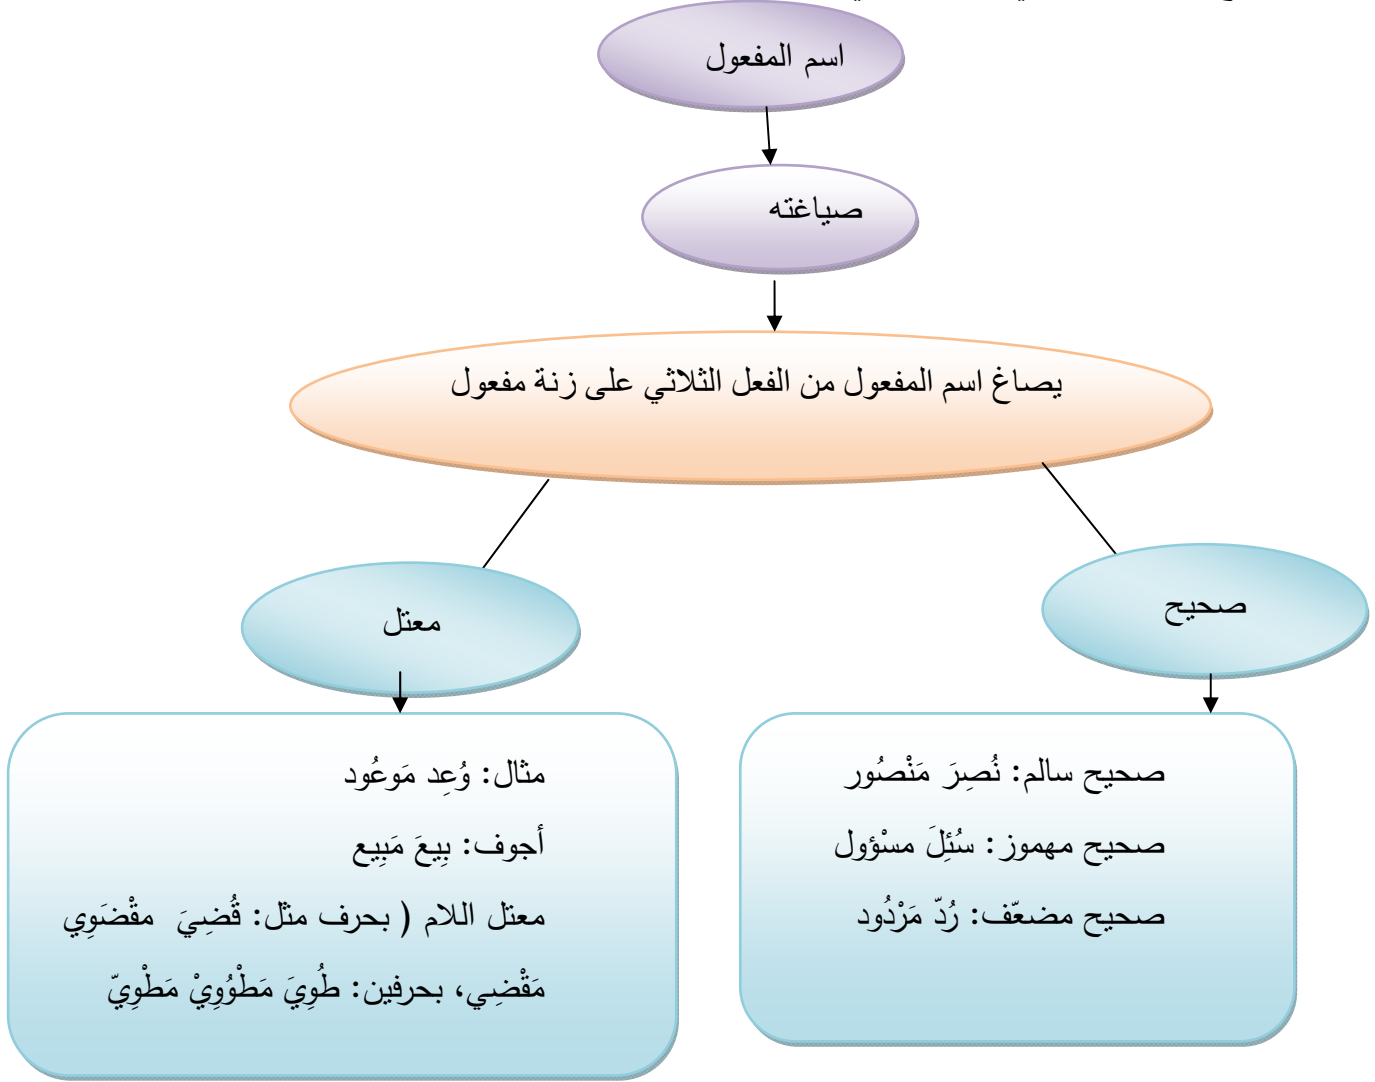 اسم المفعول
صياغته
يصاغ اسم المفعول من الفعل الثلاثي على زنة مفعول
صحيح
معتل
صحيح سالم: نُصِرَ مَنْصُور
صحيح مهموز: سُئِلَ مسْؤول
صحيح مضعّف: رُدّ مَرْدُود
مثال: وُعِد مَوعُود
أجوف: بِيعَ مَبِيع
معتل اللام ( بحرف مثل: قُضِيَ مقْضَوِي
مَقْضِي، بحرفين: طُوِيَ مَطْوُويْ مَطْوِيّ